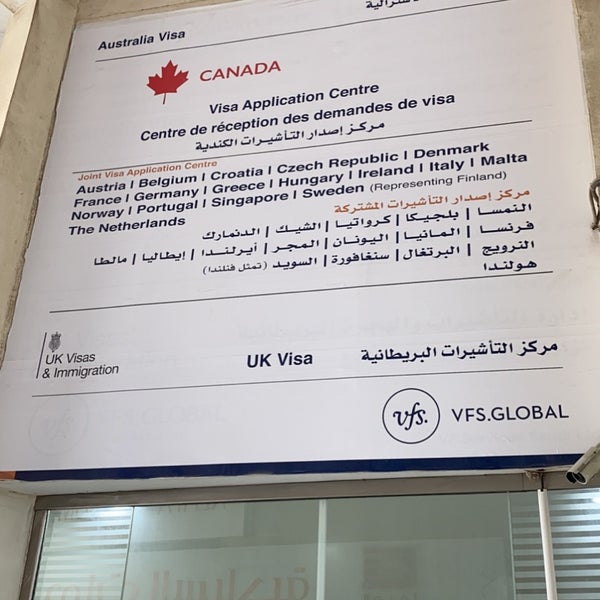 Australia Visa
CANADA
Visa Application Centre
Centre de réception des demandes de visa
مركز إصدار التأشيرات الكندية
Joint Visa Application Centre
Austria | Belgium | Croatia | Czech Republic | Denmark
France | Germany | Greece | Hungary | Ireland | Italy | Malta
Norway | Portugal | Singapore | Sweden (Representing Finland)
The Netherlands
مركز إصدار التأشيرات المشتركة
النمسا | بلجيكا | كرواتيا | الشيك | الدنمارك
فرنسا | المانيا | اليونان | المجر | أيرلندا | إيطاليا | مالطا
النرويج | البرتغال | سنغافورة | السويد (تمثل فنلندا)
هولندا
UK Visas
& Immigration
UK Visa مركز التأشيرات البريطانية
vfs. VFS.GLOBAL